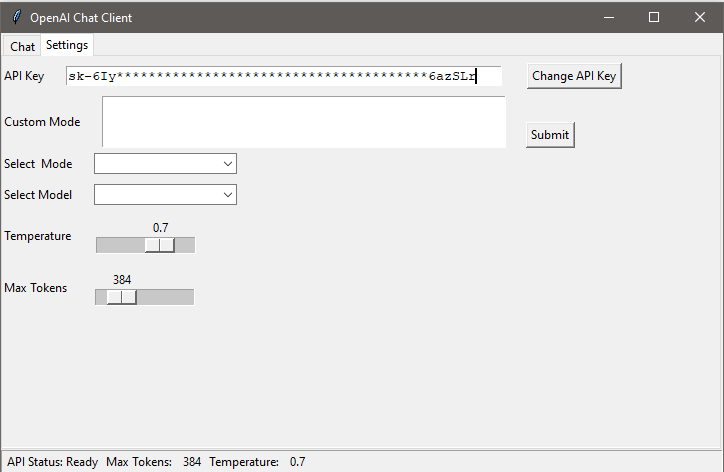 OpenAI Chat Client
Chat Settings
API Key sk-6Iy***************************************6azSLr Change API Key
Custom Mode
Submit
Select Mode
Select Model
0.7
Temperature
384
Max Tokens
API Status: Ready Max Tokens: 384 Temperature: 0.7